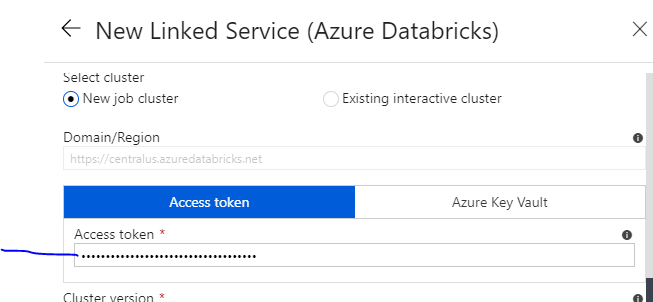 New Linked Service (Azure Databricks)
Select cluster
New job cluster
Existing interactive cluster
Domain/Region
https://centralus.azuredatabricks.net
Access token
Azure Key Vault
Access token *
••••••••••••••••••••••••••••••••••••
Cluster version *